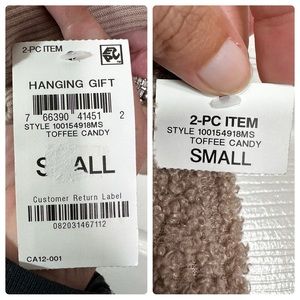 2-PC ITEM
HANGING GIFT
7 66390 41451 2
STYLE 100154918MS
TOFFEE CANDY
SMALL
Customer Return Label
082031467112
CA12-001
2-PC ITEM
STYLE 100154918MS
TOFFEE CANDY
SMALL